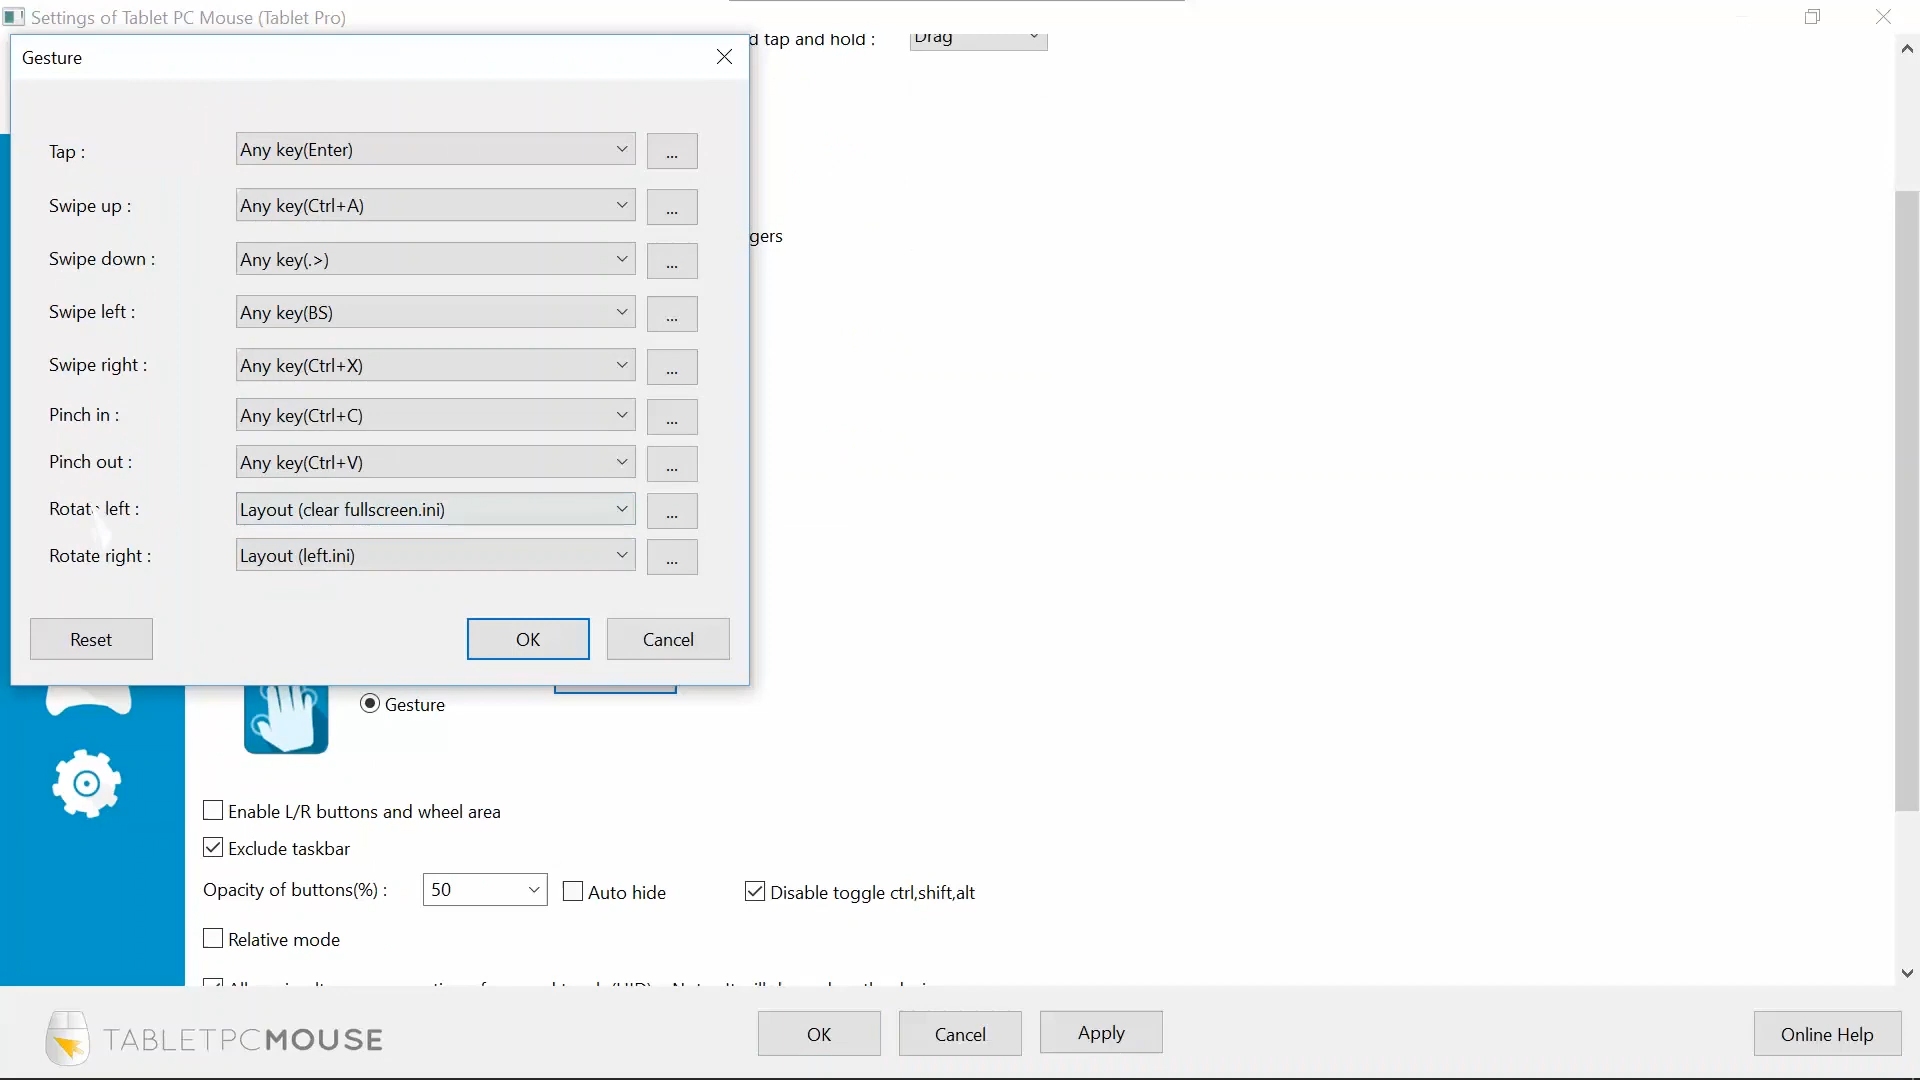 Settings of Tablet PC Mouse (Tablet Pro)
Gesture
d tap and hold :
Drag
Tap :
Any key(Enter)
...
Swipe up :
Any key(Ctrl+A)
...
gers
Swipe down :
Any key(.>)
...
Swipe left :
Any key(BS)
...
Swipe right :
Any key(Ctrl+X)
...
Pinch in :
Any key(Ctrl+C)
...
Pinch out :
Any key(Ctrl+V)
...
Rotate left :
Layout (clear fullscreen.ini)
...
Rotate right :
Layout (left.ini)
...
Reset
OK
Cancel
Gesture
Enable L/R buttons and wheel area
Exclude taskbar
Opacity of buttons(%) :
50
Auto hide
Disable toggle ctrl,shift,alt
Relative mode
TABLETPCMOUSE
OK
Cancel
Apply
Online Help